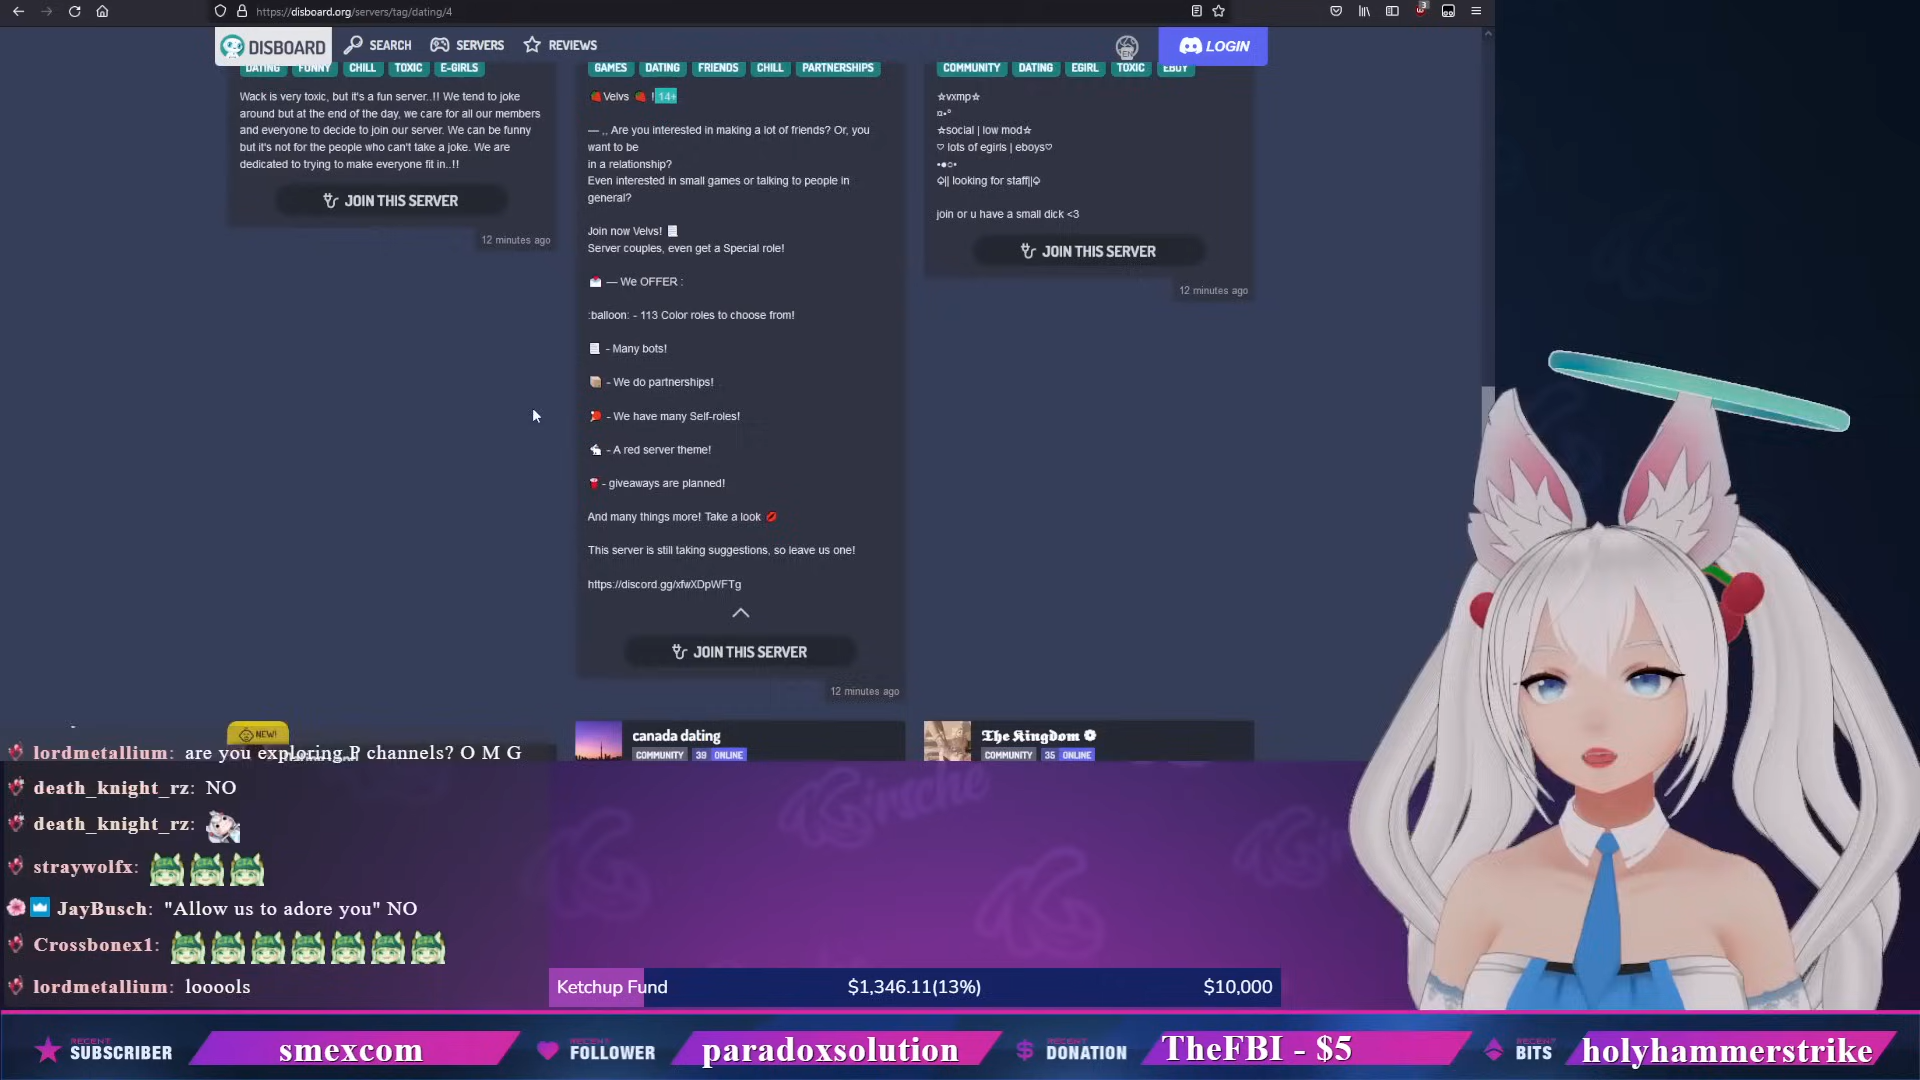 https://disboard.org/servers/tag/dating/4
3
DISBOARD
SEARCH
SERVERS
REVIEWS
EN
LOGIN
DATING FUNNY CHILL TOXIC E-GIRLS
Wack is very toxic, but it's a fun server..!! We tend to joke
around but at the end of the day, we care for all our members
and everyone to decide to join our server. We can be funny
but it's not for the people who can't take a joke. We are
dedicated to trying to make everyone fit in..!!
JOIN THIS SERVER
12 minutes ago
GAMES DATING FRIENDS CHILL PARTNERSHIPS
🍓Velvs 🍓 ! 14+
— ,, Are you interested in making a lot of friends? Or, you
want to be
in a relationship?
Even interested in small games or talking to people in
general?
Join now Velvs!
Server couples, even get a Special role!
— We OFFER :
:balloon: - 113 Color roles to choose from!
- Many bots!
- We do partnerships!
- We have many Self-roles!
- A red server theme!
- giveaways are planned!
And many things more! Take a look 💋
This server is still taking suggestions, so leave us one!
https://discord.gg/xfwXDpWFTg
JOIN THIS SERVER
12 minutes ago
COMMUNITY DATING EGIRL TOXIC EBOY
☆vxmp☆
¤•°
☆social | low mod☆
♡ lots of egirls | eboys♡
•●○•
♤|| looking for staff||♤
join or u have a small dick <3
JOIN THIS SERVER
12 minutes ago
NEW!
canada dating
COMMUNITY 39 ONLINE
𝕿𝖍𝖊 𝕶𝖎𝖓𝖌𝖉𝖔𝖒 ❁
COMMUNITY 35 ONLINE
lordmetallium: are you exploring P channels? O M G
death_knight_rz: NO
death_knight_rz:
straywolfx:
JayBusch: "Allow us to adore you" NO
Crossbonex1:
lordmetallium: looools
Girlsche
Ketchup Fund $1,346.11(13%) $10,000
RECENT SUBSCRIBER smexcom
RECENT FOLLOWER paradoxsolution
RECENT DONATION TheFBI - $5
RECENT BITS holyhammerstrike